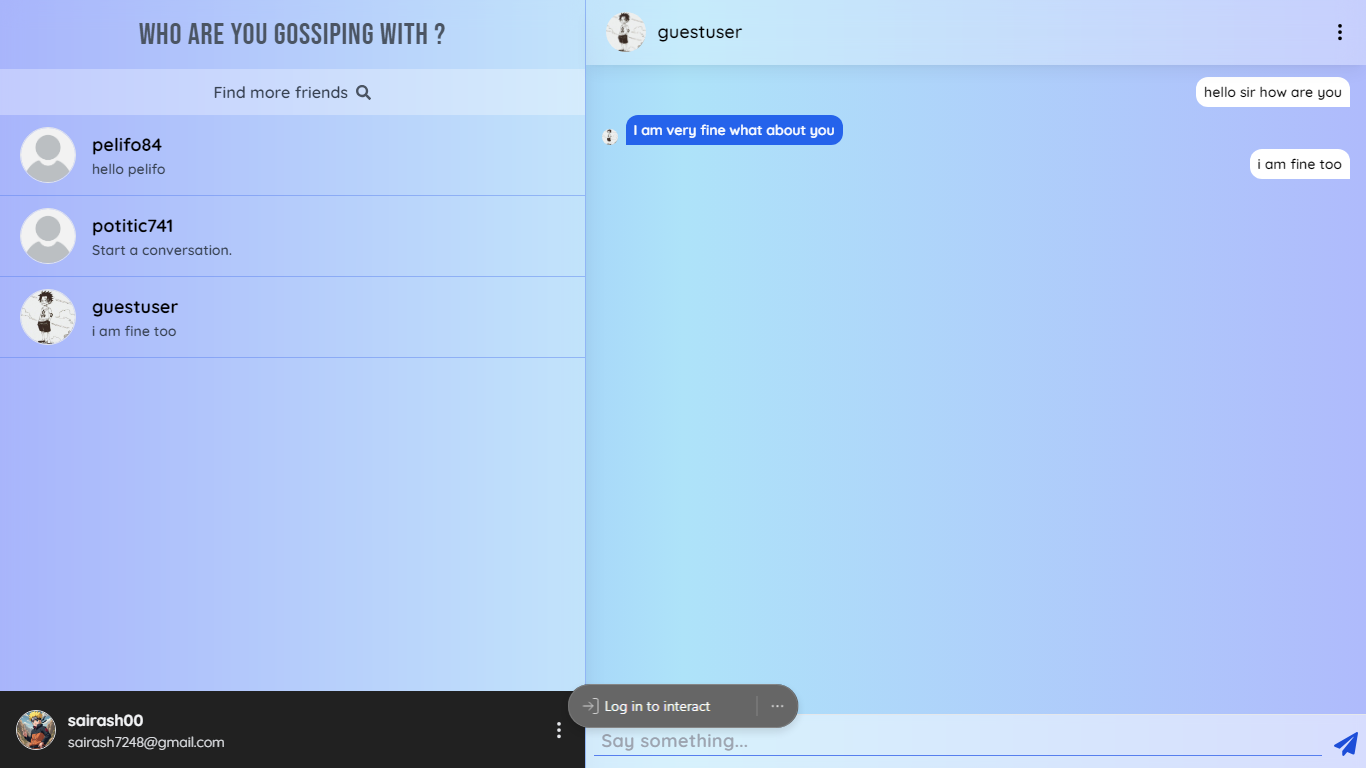 WHO ARE YOU GOSSIPING WITH ?
Find more friends
pelifo84
hello pelifo
potitic741
Start a conversation.
guestuser
i am fine too
sairash00
sairash7248@gmail.com
guestuser
hello sir how are you
I am very fine what about you
i am fine too
Log in to interact
Say something...